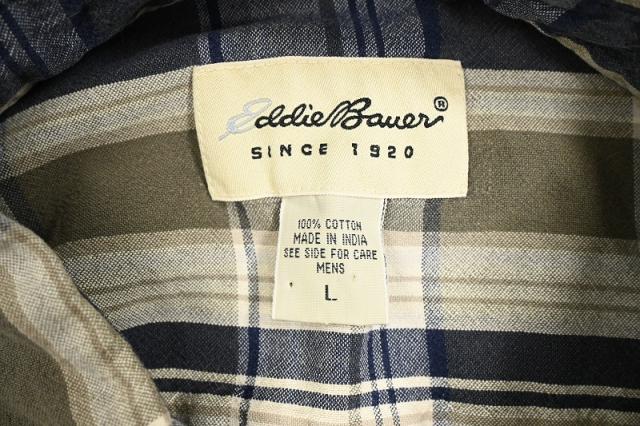 Eddie Bauer®
SINCE 1920
100% COTTON
MADE IN INDIA
SEE SIDE FOR CARE
MENS
L